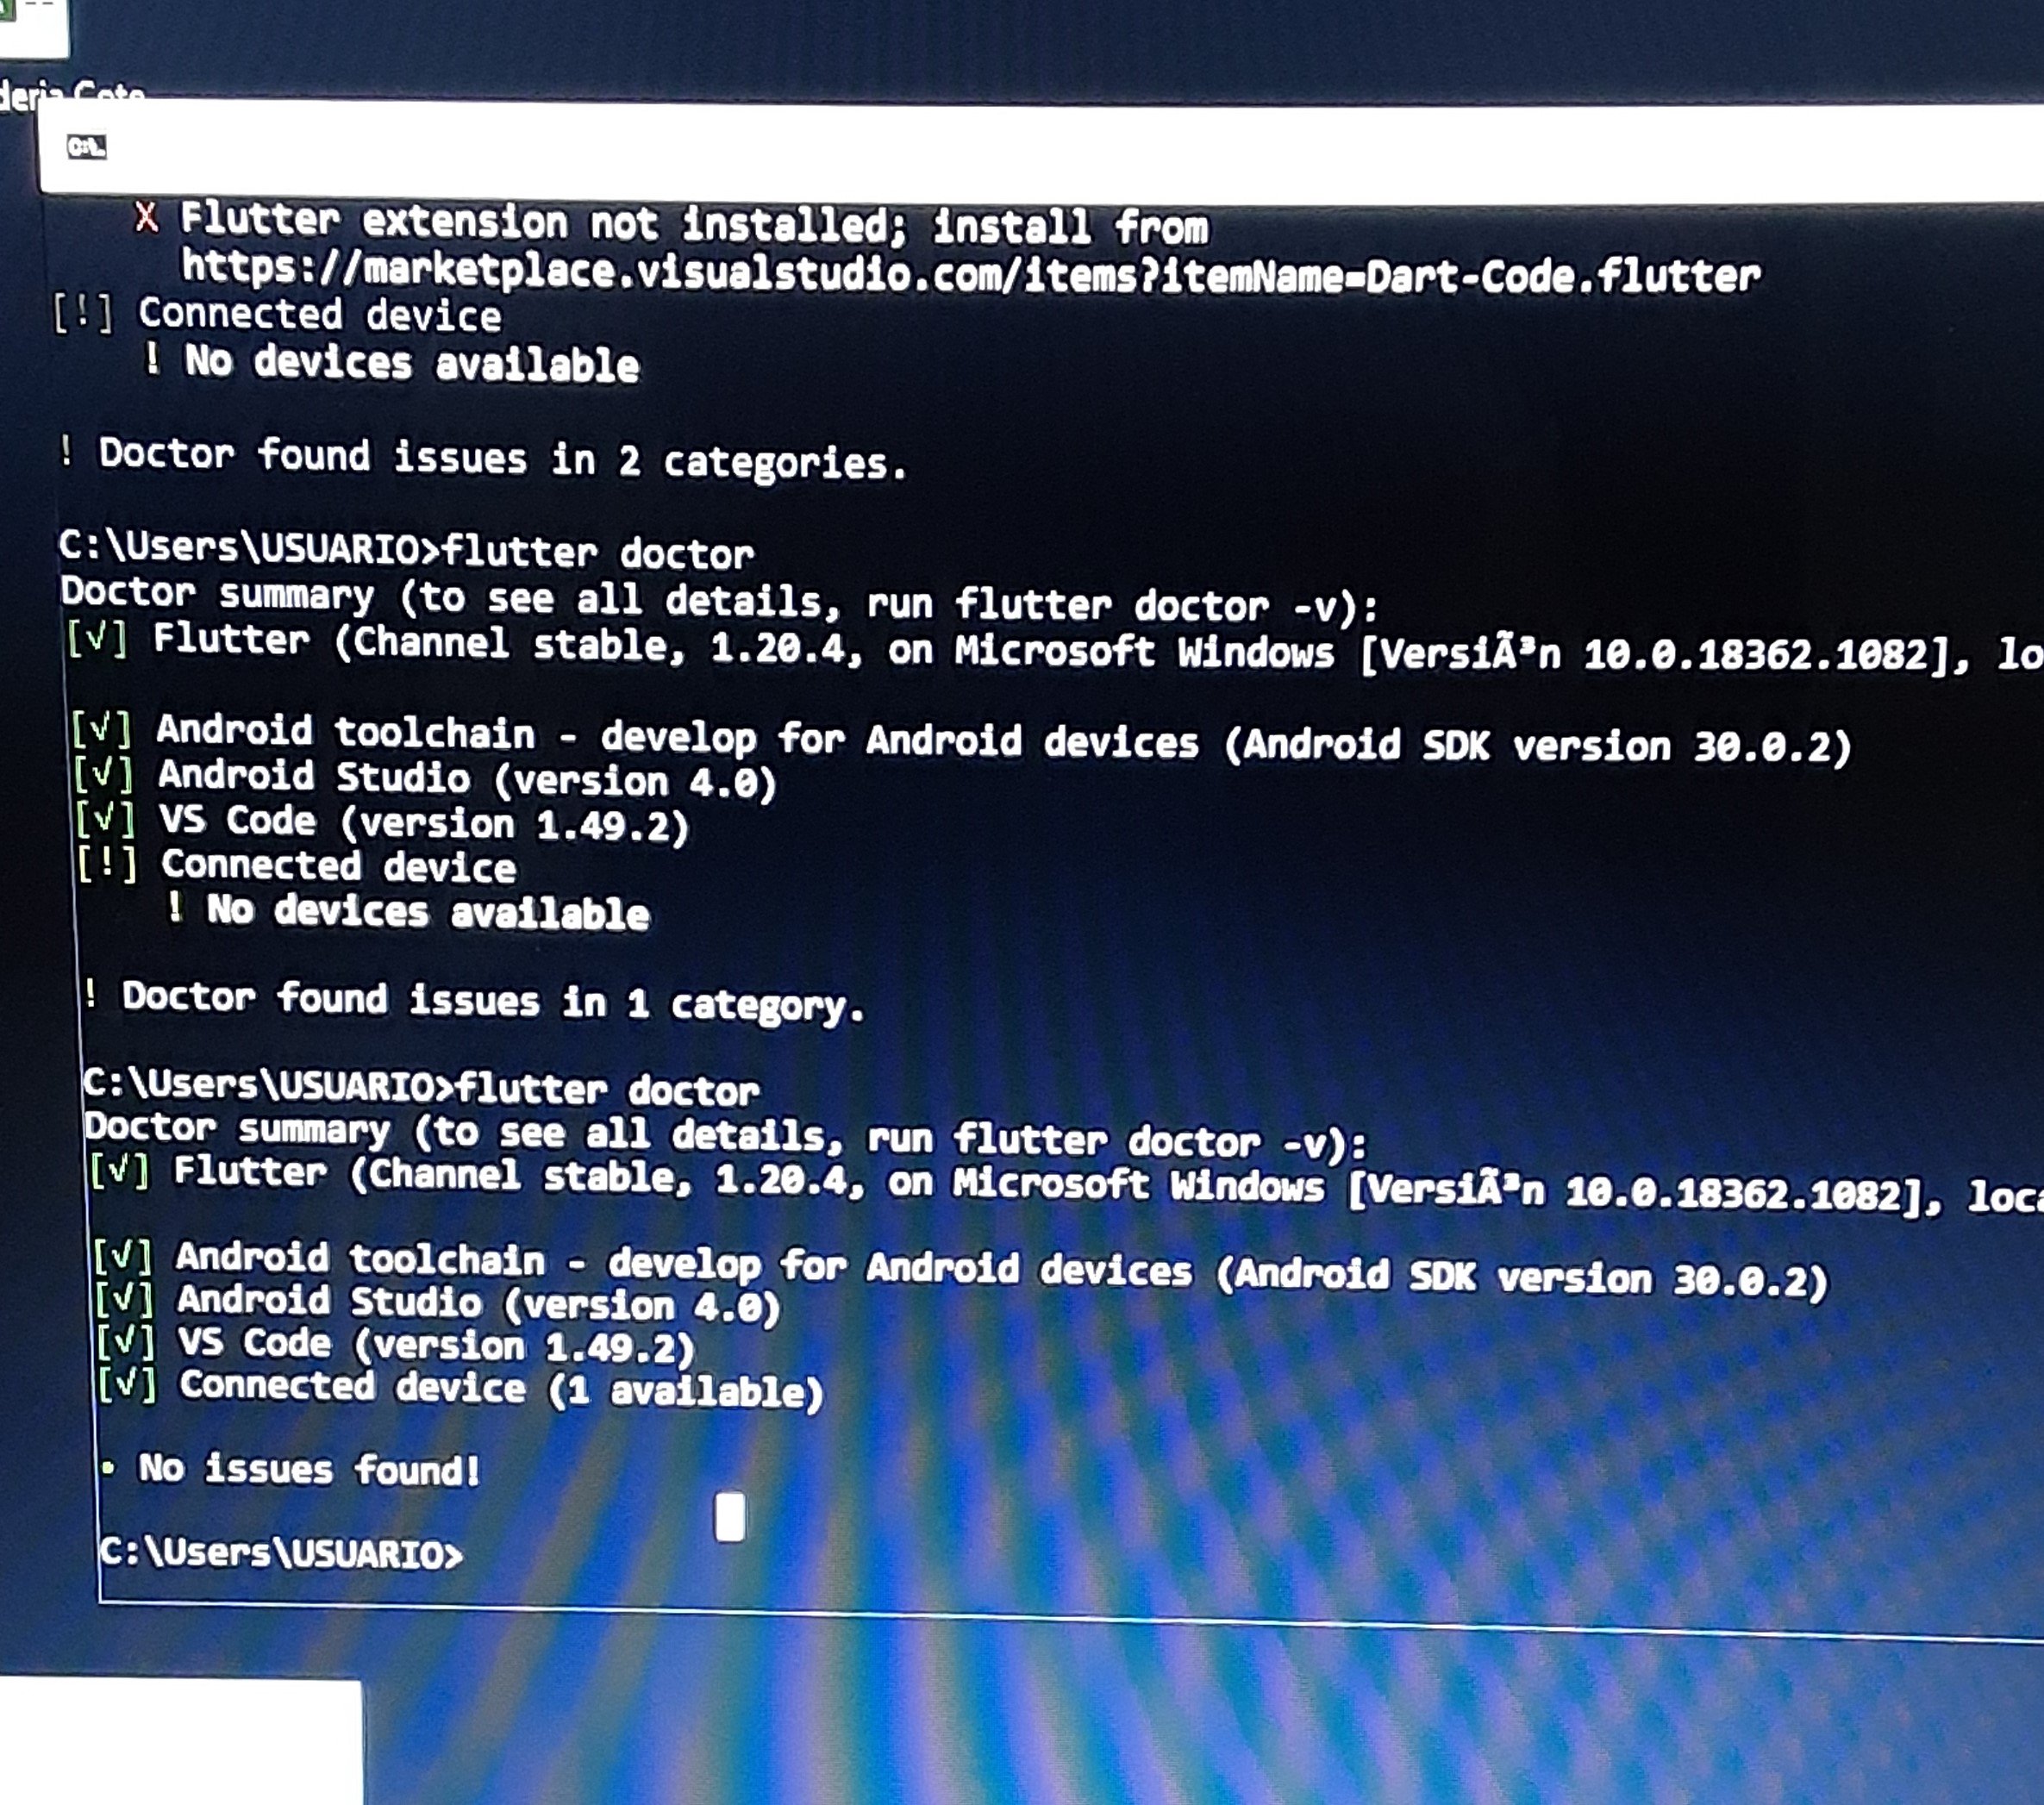 C:\.
X Flutter extension not installed; install from
https://marketplace.visualstudio.com/items?itemName=Dart-Code.flutter
[!] Connected device
! No devices available
! Doctor found issues in 2 categories.
C:\Users\USUARIO>flutter doctor
Doctor summary (to see all details, run flutter doctor -v):
[√] Flutter (Channel stable, 1.20.4, on Microsoft Windows [VersiÃ³n 10.0.18362.1082], lo
[√] Android toolchain - develop for Android devices (Android SDK version 30.0.2)
[√] Android Studio (version 4.0)
[√] VS Code (version 1.49.2)
[!] Connected device
! No devices available
! Doctor found issues in 1 category.
C:\Users\USUARIO>flutter doctor
Doctor summary (to see all details, run flutter doctor -v):
[√] Flutter (Channel stable, 1.20.4, on Microsoft Windows [VersiÃ³n 10.0.18362.1082], loc
[√] Android toolchain - develop for Android devices (Android SDK version 30.0.2)
[√] Android Studio (version 4.0)
[√] VS Code (version 1.49.2)
[√] Connected device (1 available)
• No issues found!
C:\Users\USUARIO>